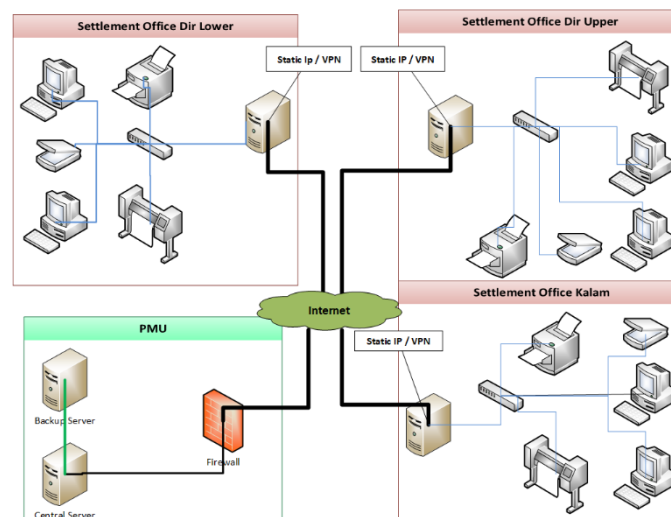 Settlement Office Dir Lower
Static Ip / VPN
Static IP / VPN
Settlement Office Dir Upper
Internet
PMU
Backup Server
Central Server
Firewall
Static IP / VPN
Settlement Office Kalam